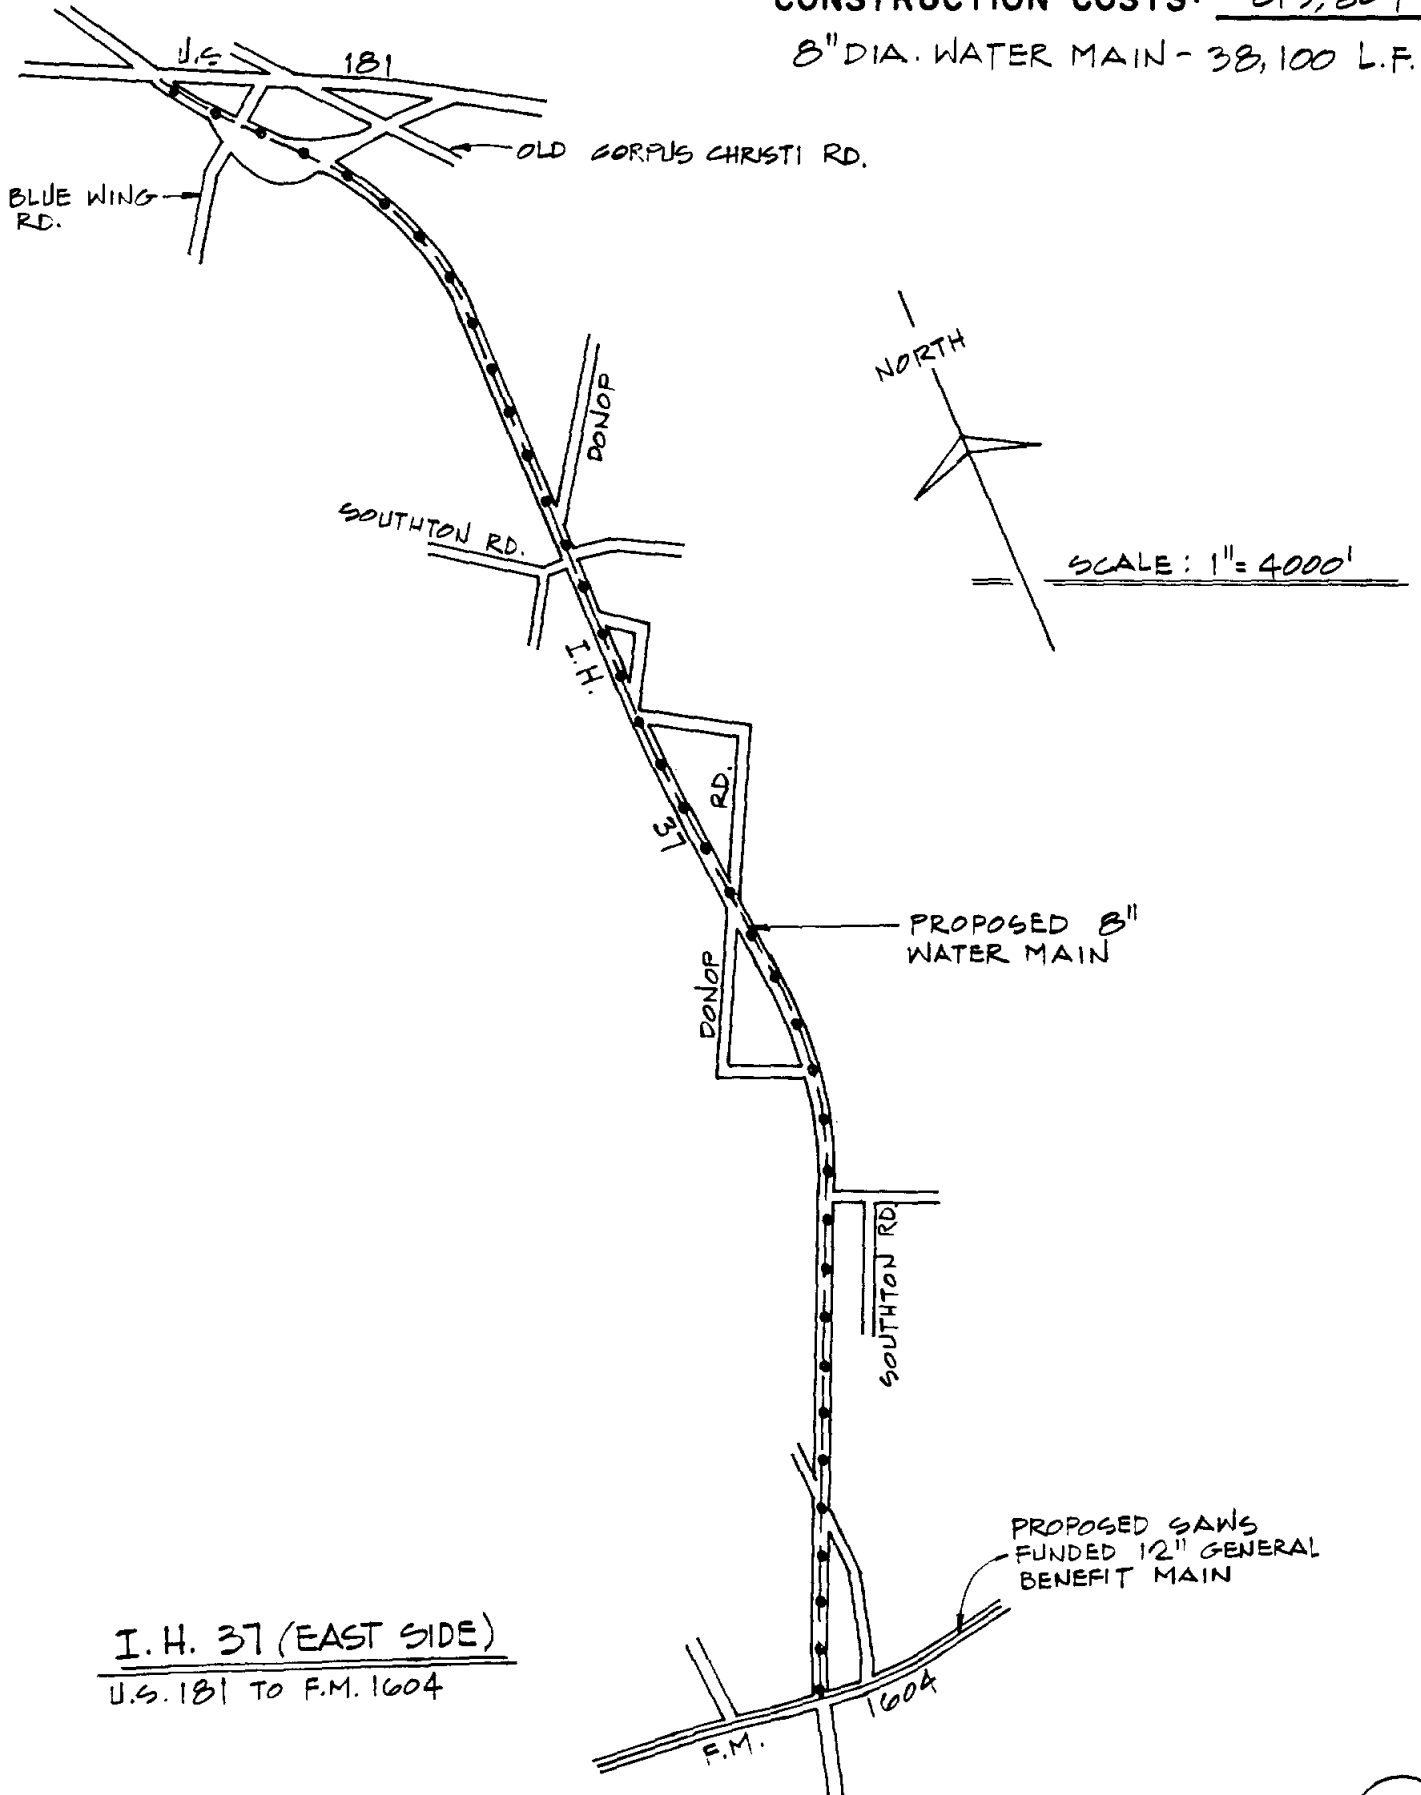 CONSTRUCTION COSTS:
8" DIA. WATER MAIN - 38,100 L.F.
U.S 181
OLD CORPUS CHRISTI RD.
BLUE WING
RD.
NORTH
DONOP
SOUTHTON RD.
SCALE: 1" = 4000'
I.H.
RD.
37
PROPOSED 8"
WATER MAIN
DONOP
SOUTHTON RD.
PROPOSED SAWS
FUNDED 12" GENERAL
BENEFIT MAIN
I.H. 37 (EAST SIDE)
U.S. 181 TO F.M. 1604
F.M. 1604